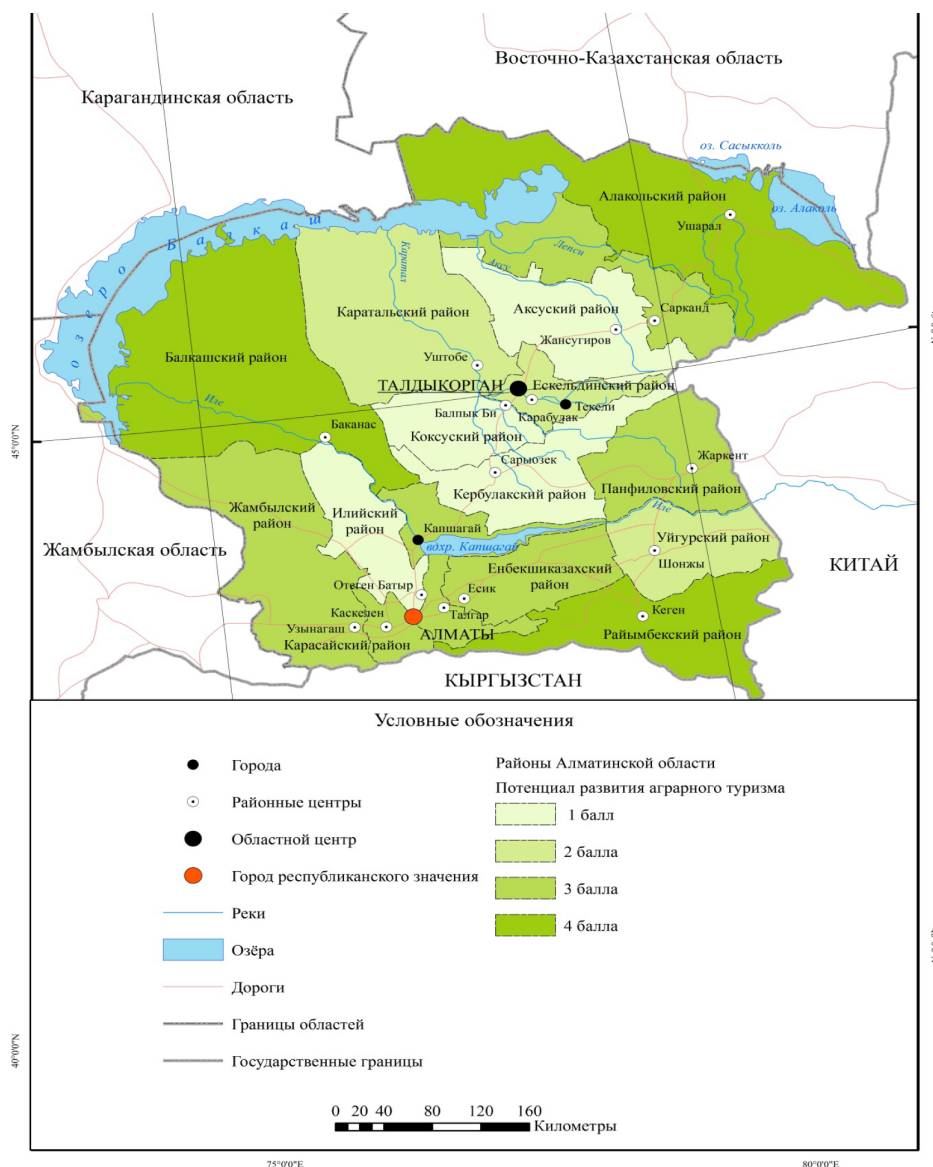 Восточно-Казахстанская область
Карагандинская область
оз. Сасыкколь
Алакольский район
оз. Алаколь
Ушарал
озеро Балкаш
Каратал
Лепси
Аксу
Каратальский район
Аксуский район
Сарканд
Жансугиров
Балкашский район
Уштобе
ТАЛДЫКОРГАН
Ескельдинский район
Иле
Балпык Би
Карабулак
Текели
45°0'0"N
Баканас
Коксуский район
Сарыозек
Жаркент
Кербулакский район
Панфиловский район
Жамбылский
район
Илийский
район
Капшагай
Иле
Жамбылская область
вдхр. Капшагай
Уйгурский район
КИТАЙ
Енбекшиказахский
район
Шонжы
Отеген Батыр
Есик
Каскелен
Талгар
Кеген
Узынагаш
АЛМАТЫ
Карасайский район
Райымбекский район
КЫРГЫЗСТАН
Условные обозначения
Города
Районные центры
Областной центр
Город республиканского значения
Реки
Озёра
Дороги
Границы областей
Государственные границы
Районы Алматинской области
Потенциал развития аграрного туризма
1 балл
2 балла
3 балла
4 балла
40°0'0"N
0 20 40 80 120 160
Километры
75°0'0"E
80°0'0"E